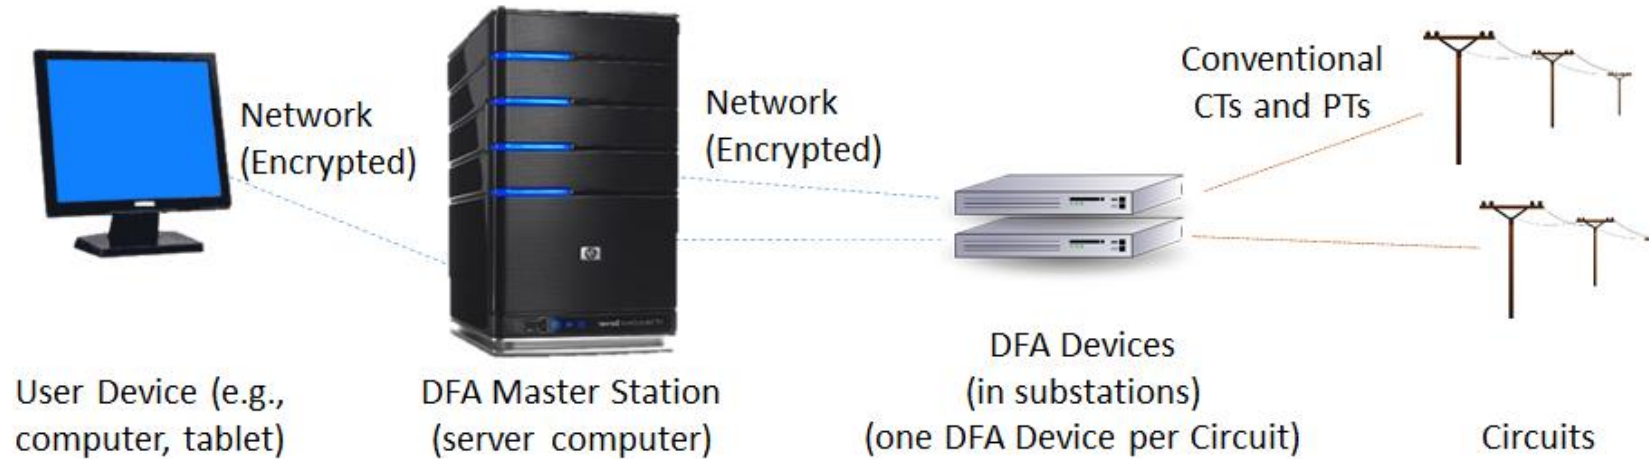 Network
(Encrypted)
Network
(Encrypted)
Conventional
CTs and PTs
User Device (e.g.,
computer, tablet)
DFA Master Station
(server computer)
DFA Devices
(in substations)
(one DFA Device per Circuit)
Circuits
hp